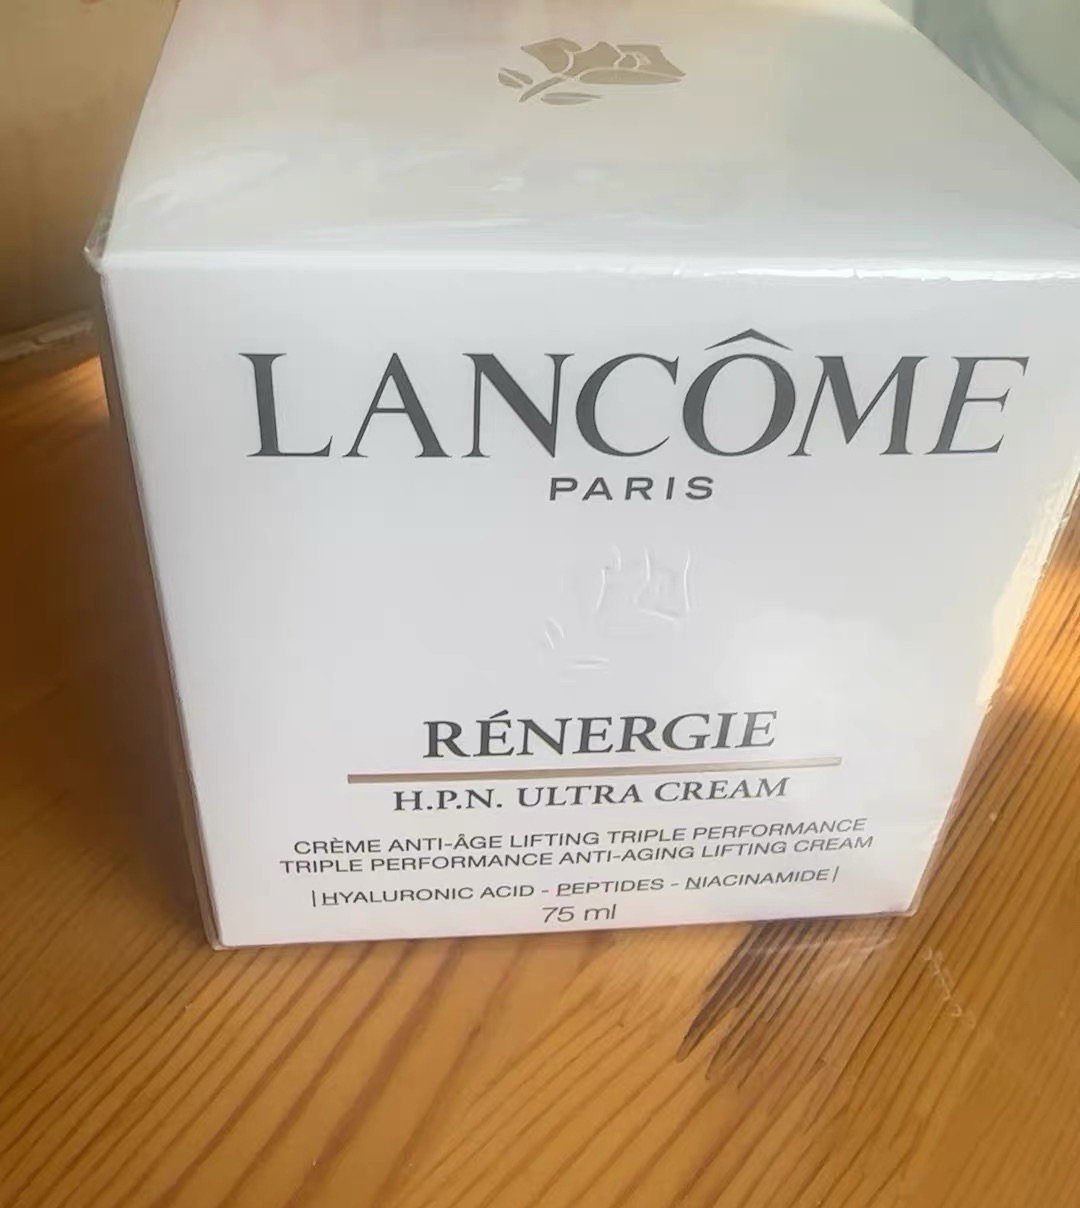 LANCÔME
PARIS
RÉNERGIE
H.P.N. ULTRA CREAM
CRÈME ANTI-ÂGE LIFTING TRIPLE PERFORMANCE
TRIPLE PERFORMANCE ANTI-AGING LIFTING CREAM
|HYALURONIC ACID - PEPTIDES - NIACINAMIDE|
75 ml